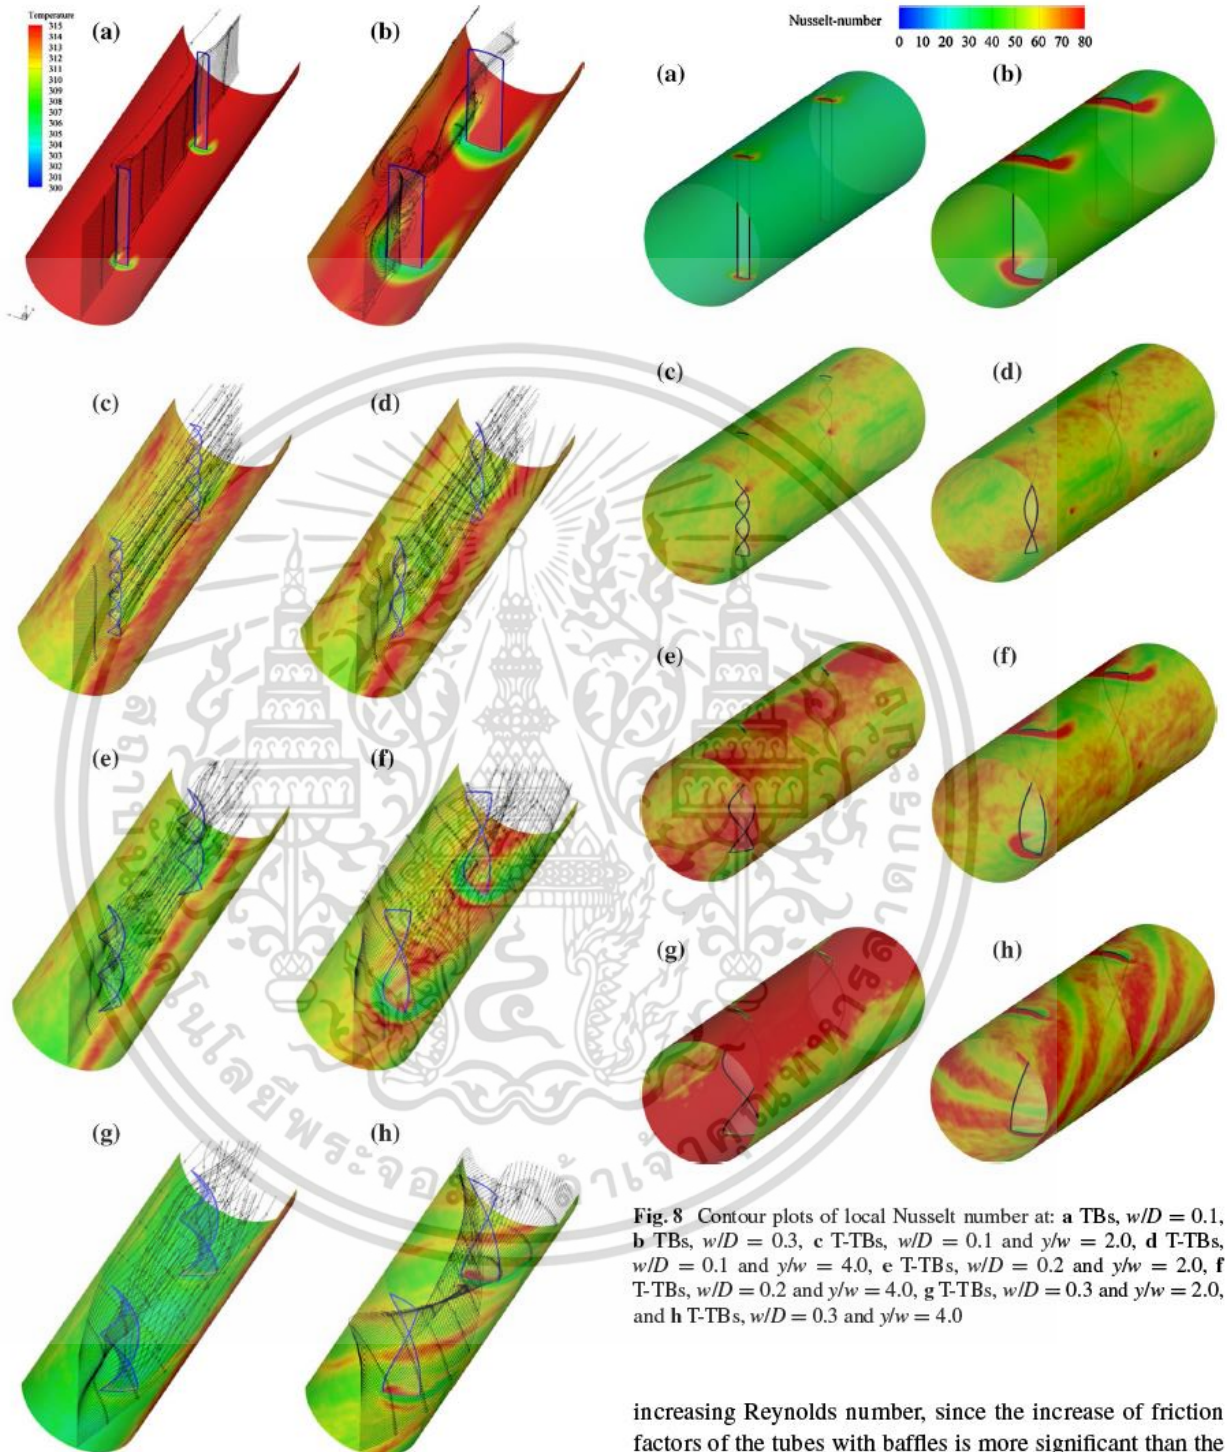 Temperature
315
314
313
312
311
310
309
308
307
306
305
304
303
302
301
300
(a)
(b)
(c)
(d)
(e)
(f)
(g)
(h)
Nusselt-number
0 10 20 30 40 50 60 70 80
(a)
(b)
(c)
(d)
(e)
(f)
(g)
(h)
Fig. 8 Contour plots of local Nusselt number at: a TBs, w/D = 0.1,
b TBs, w/D = 0.3, c T-TBs, w/D = 0.1 and y/w = 2.0, d T-TBs,
w/D = 0.1 and y/w = 4.0, e T-TBs, w/D = 0.2 and y/w = 2.0, f
T-TBs, w/D = 0.2 and y/w = 4.0, g T-TBs, w/D = 0.3 and y/w = 2.0,
and h T-TBs, w/D = 0.3 and y/w = 4.0
increasing Reynolds number, since the increase of friction
factors of the tubes with baffles is more significant than the